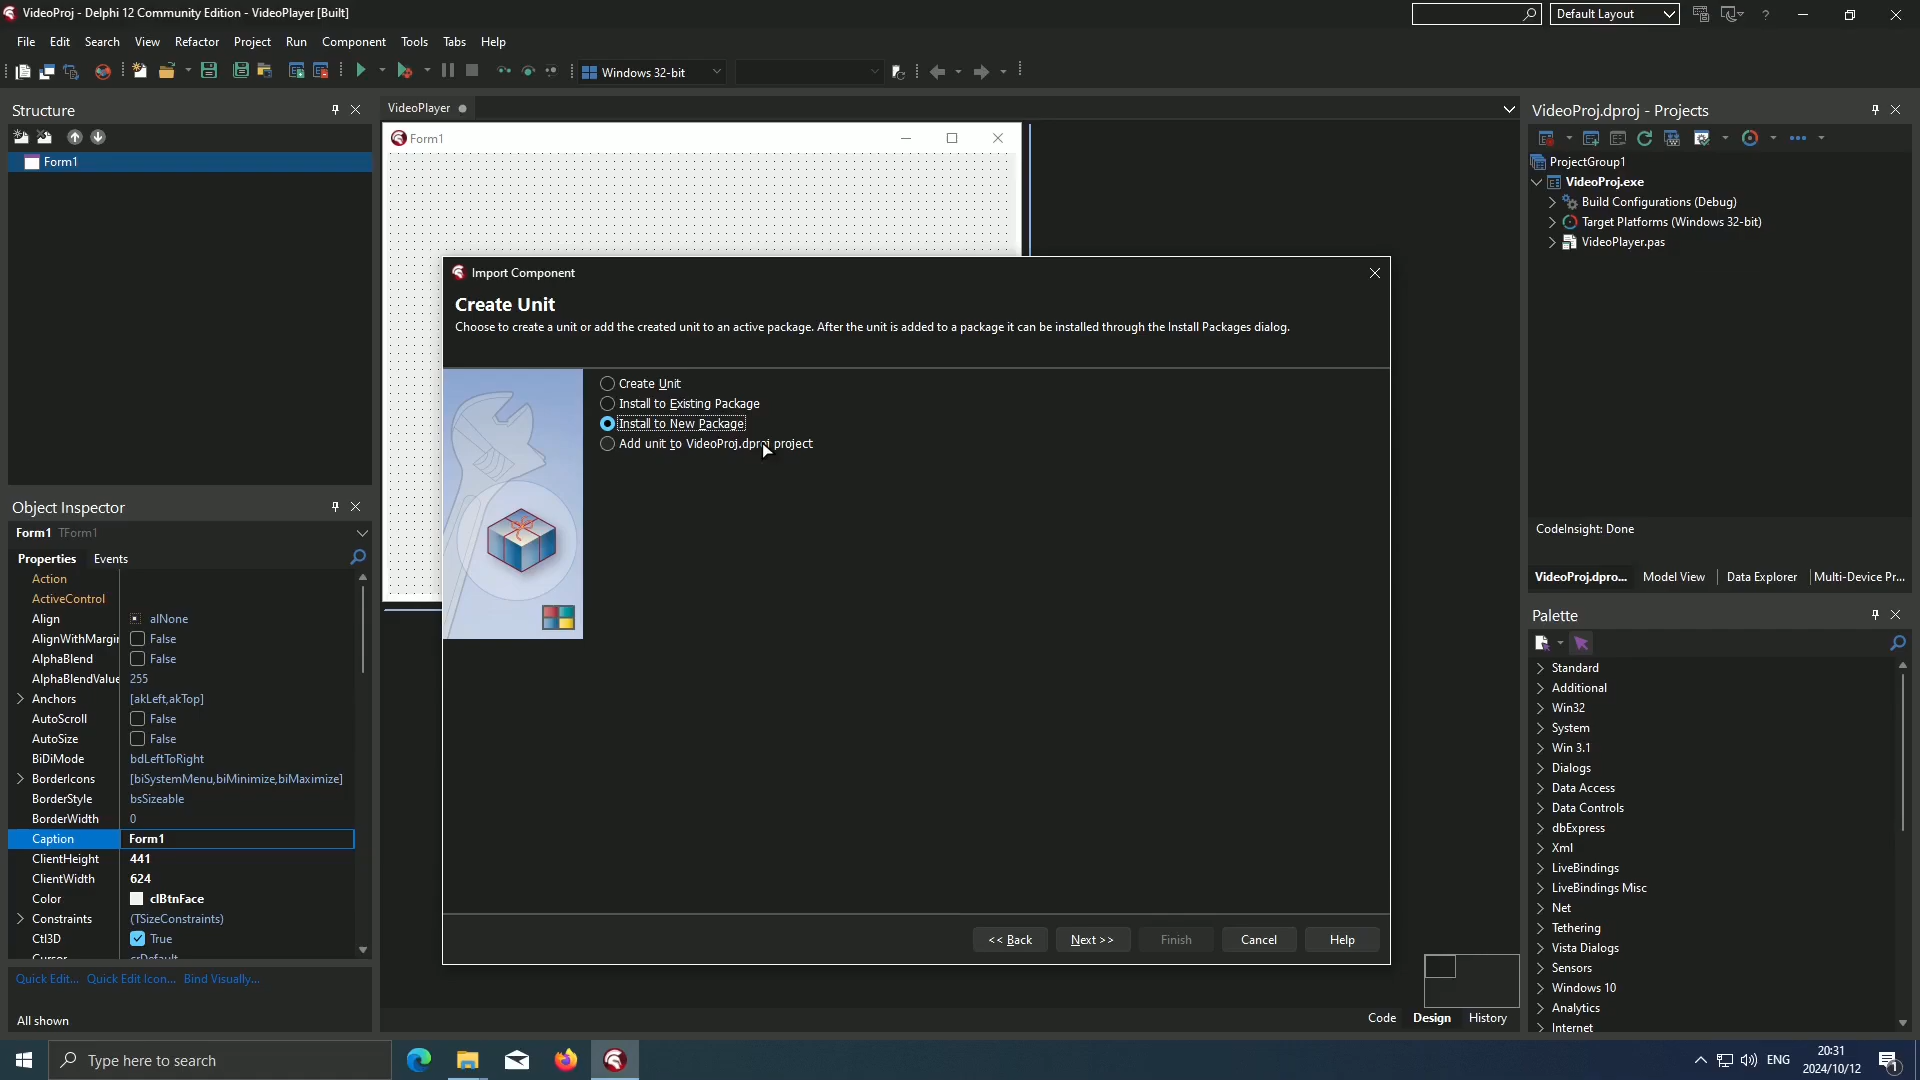 VideoProj - Delphi 12 Community Edition - VideoPlayer [Built]
Default Layout
?
File Edit Search View Refactor Project Run Component Tools Tabs Help
Windows 32-bit
Structure
Form1
VideoPlayer
Form1
Import Component
Create Unit
Choose to create a unit or add the created unit to an active package. After the unit is added to a package it can be installed through the Install Packages dialog.
Create Unit
Install to Existing Package
Install to New Package
Add unit to VideoProj.dproj project
<< Back Next >> Finish Cancel Help
Code Design History
Object Inspector
Form1 TForm1
Properties Events
Action
ActiveControl
Align alNone
AlignWithMargin False
AlphaBlend False
AlphaBlendValue 255
Anchors [akLeft,akTop]
AutoScroll False
AutoSize False
BiDiMode bdLeftToRight
BorderIcons [biSystemMenu,biMinimize,biMaximize]
BorderStyle bsSizeable
BorderWidth 0
Caption Form1
ClientHeight 441
ClientWidth 624
Color clBtnFace
Constraints (TSizeConstraints)
Ctl3D True
Cursor crDefault
Quick Edit... Quick Edit Icon... Bind Visually...
All shown
VideoProj.dproj - Projects
ProjectGroup1
VideoProj.exe
Build Configurations (Debug)
Target Platforms (Windows 32-bit)
VideoPlayer.pas
CodeInsight: Done
VideoProj.dpro... Model View Data Explorer Multi-Device Pr...
Palette
Standard
Additional
Win32
System
Win 3.1
Dialogs
Data Access
Data Controls
dbExpress
Xml
LiveBindings
LiveBindings Misc
Net
Tethering
Vista Dialogs
Sensors
Windows 10
Analytics
Internet
Type here to search
ENG
20:31
2024/10/12
1